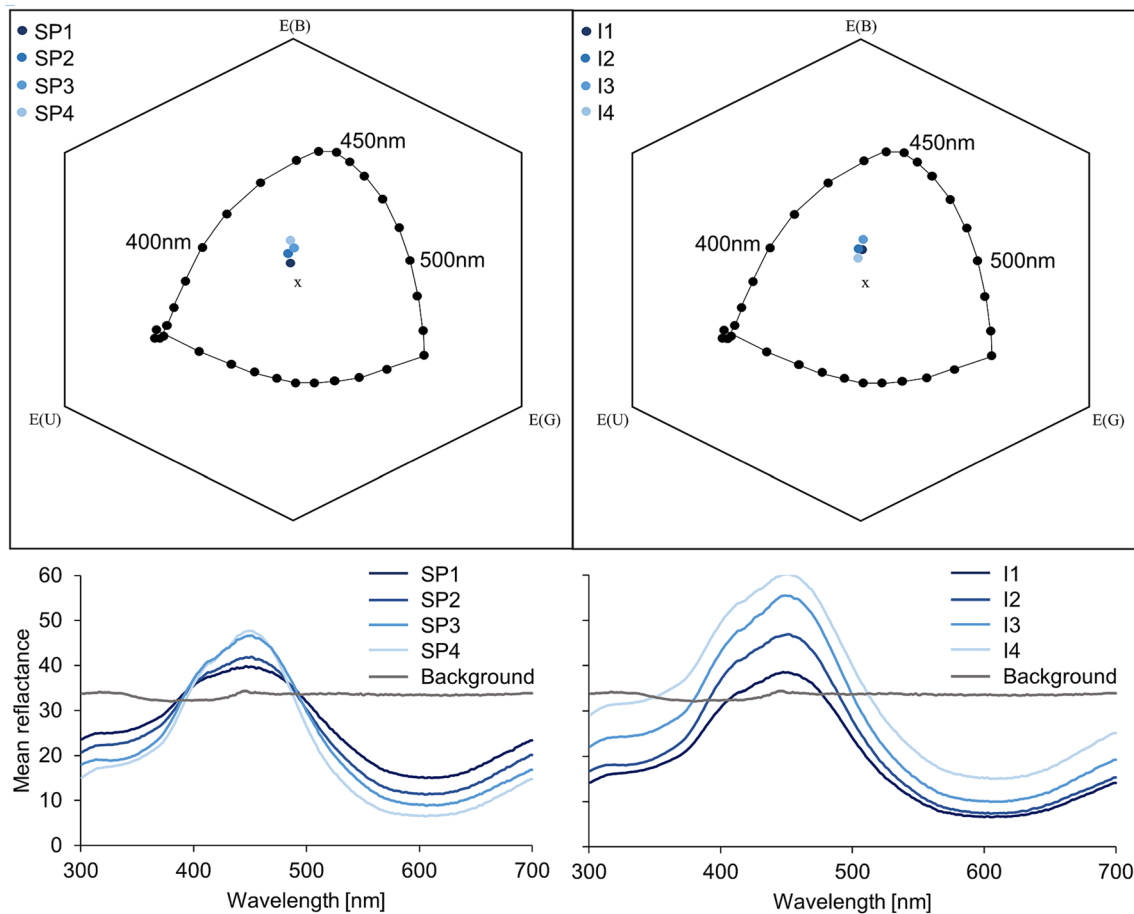 E(B)
SP1
SP2
SP3
SP4
450nm
400nm
500nm
x
E(U)
E(G)
E(B)
I1
I2
I3
I4
450nm
400nm
500nm
x
E(U)
E(G)
Mean reflactance
60
50
40
30
20
10
0
SP1
SP2
SP3
SP4
Background
300 400 500 600 700
Wavelength [nm]
I1
I2
I3
I4
Background
300 400 500 600 700
Wavelength [nm]